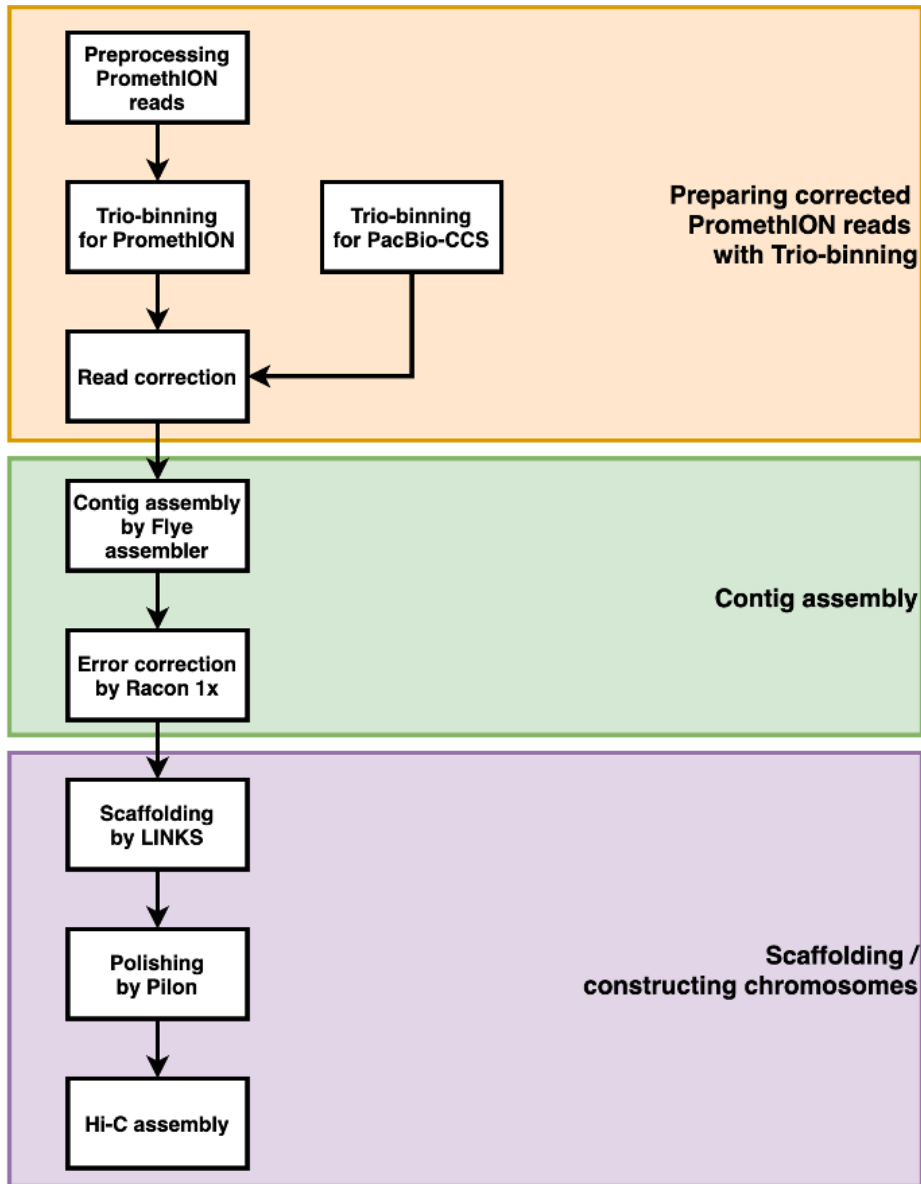 Preprocessing
PromethION
reads
Trio-binning
for PromethION
Trio-binning
for PacBio-CCS
Read correction
Preparing corrected
PromethION reads
with Trio-binning
Contig assembly
by Flye
assembler
Error correction
by Racon 1x
Contig assembly
Scaffolding
by LINKS
Polishing
by Pilon
Hi-C assembly
Scaffolding /
constructing chromosomes